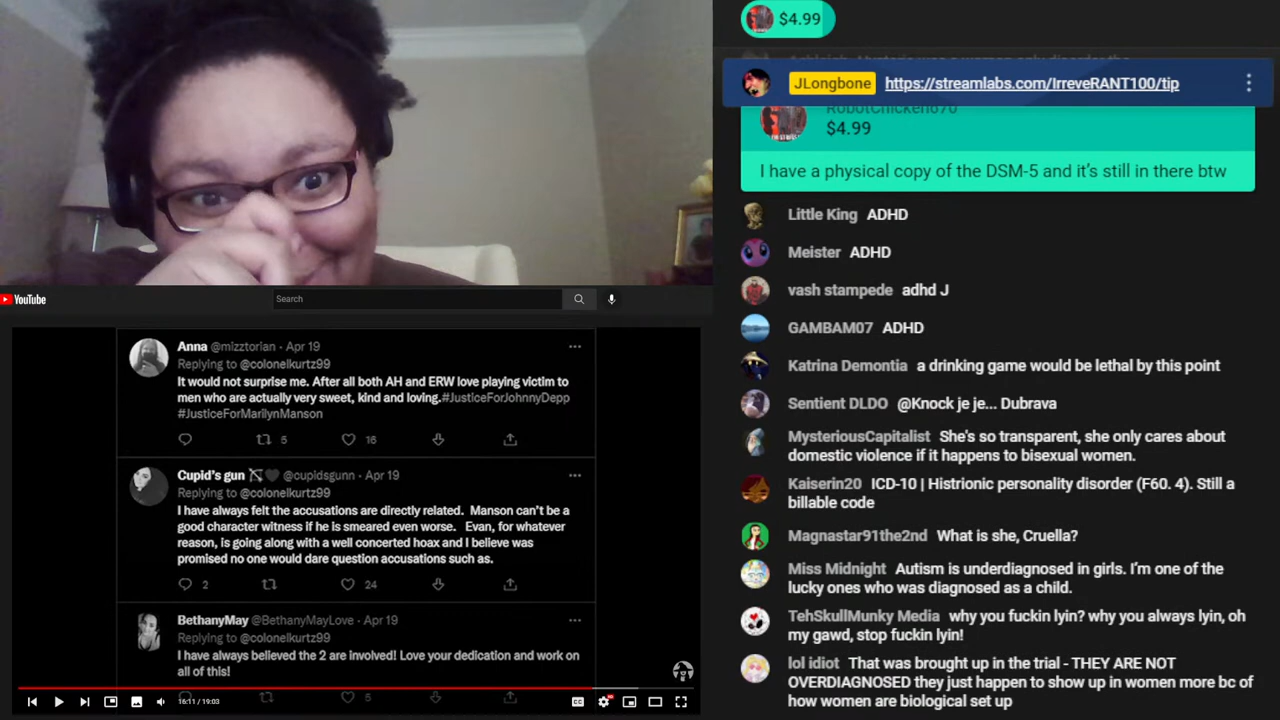 $4.99
JLongbone https://streamlabs.com/IrreveRANT100/tip
$4.99
I have a physical copy of the DSM-5 and it's still in there btw
Little King ADHD
Meister ADHD
vash stampede adhd J
GAMBAM07 ADHD
Katrina Demontia a drinking game would be lethal by this point
Sentient DLDO @Knock je je... Dubrava
MysteriousCapitalist She's so transparent, she only cares about
domestic violence if it happens to bisexual women.
Kaiserin20 ICD-10 | Histrionic personality disorder (F60. 4). Still a
billable code
Magnastar91the2nd What is she, Cruella?
Miss Midnight Autism is underdiagnosed in girls. I'm one of the
lucky ones who was diagnosed as a child.
TehSkullMunky Media why you fuckin lyin? why you always lyin, oh
my gawd, stop fuckin lyin!
lol idiot That was brought up in the trial - THEY ARE NOT
OVERDIAGNOSED they just happen to show up in women more bc of
how women are biological set up
YouTube
Search
Anna @mizztorian · Apr 19
Replying to @colonelkurtz99
It would not surprise me. After all both AH and ERW love playing victim to
men who are actually very sweet, kind and loving.#JusticeForJohnnyDepp
#JusticeForMarilynManson
5 16
Cupid's gun @cupidsgunn · Apr 19
Replying to @colonelkurtz99
I have always felt the accusations are directly related. Manson can't be a
good character witness if he is smeared even worse. Evan, for whatever
reason, is going along with a well concerted hoax and I believe was
promised no one would dare question accusations such as.
2 24
BethanyMay @BethanyMayLove · Apr 19
Replying to @colonelkurtz99
I have always believed the 2 are involved! Love your dedication and work on
all of this!
5
16:11 / 19:03
CC